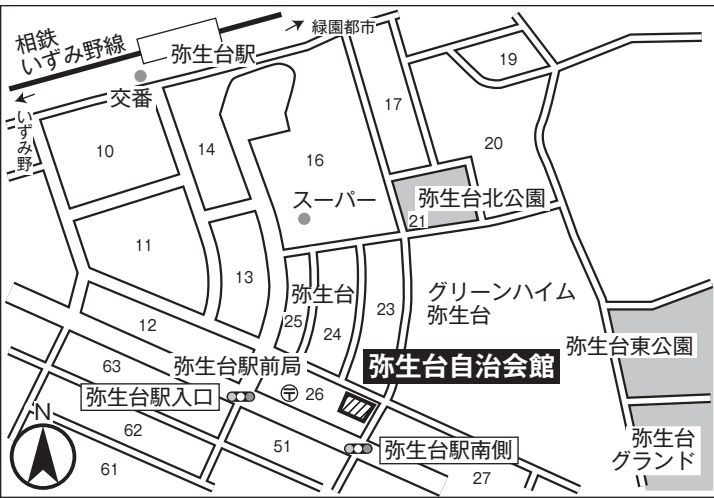 相鉄
いずみ野線
弥生台駅
緑園都市
交番
いずみ野
19
17
10
14
16
20
スーパー
弥生台北公園
21
11
13
弥生台
23
グリーンハイム
弥生台
25
24
12
弥生台東公園
63
弥生台駅前局
弥生台自治会館
弥生台駅入口
〒
26
N
62
51
弥生台駅南側
弥生台
グランド
61
27